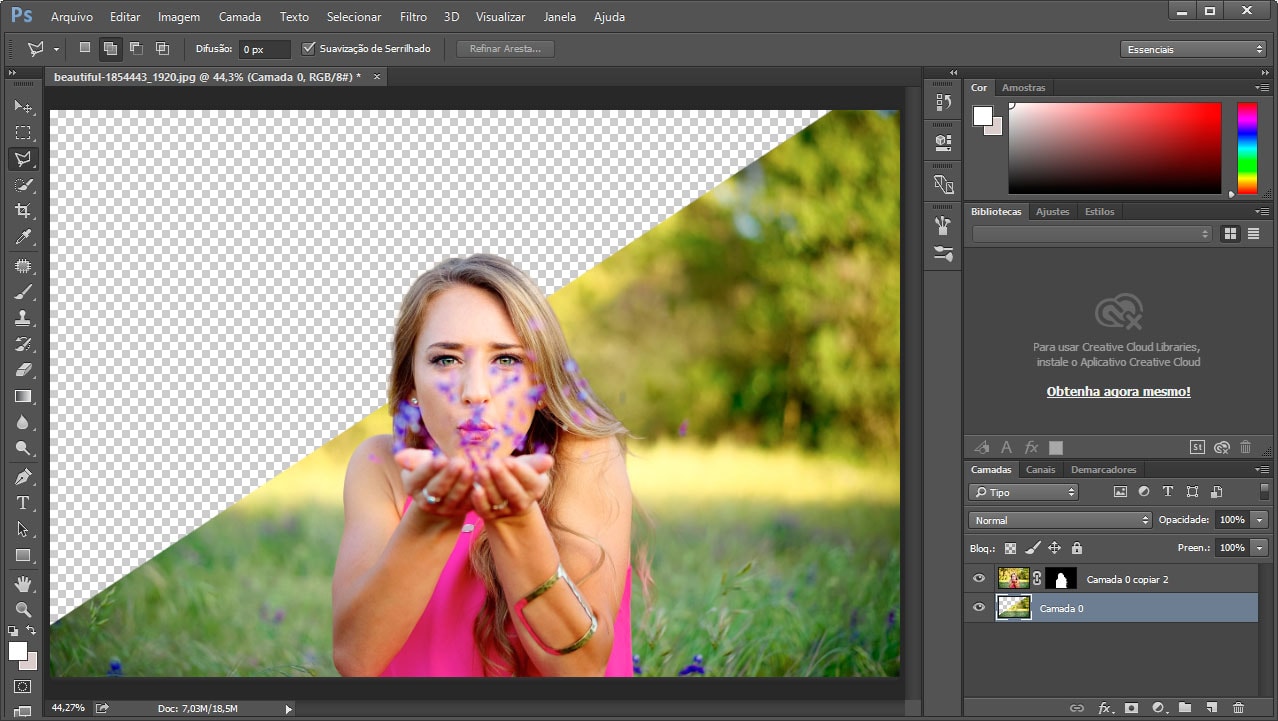 Ps Arquivo Editar Imagem Camada Texto Selecionar Filtro 3D Visualizar Janela Ajuda
Difusão: 0 px Suavização de Serrilhado Refinar Aresta... Essenciais
beautiful-1854443_1920.jpg @ 44,3% (Camada 0, RGB/8#) * ×
Cor Amostras
Bibliotecas Ajustes Estilos
Para usar Creative Cloud Libraries,
instale o Aplicativo Creative Cloud
Obtenha agora mesmo!
A fx St
Camadas Canais Demarcadores
Tipo T
Normal Opacidade: 100%
Bloq.: Preen.: 100%
Camada 0 copiar 2
Camada 0
T
44,27% Doc: 7,03M/18,5M fx